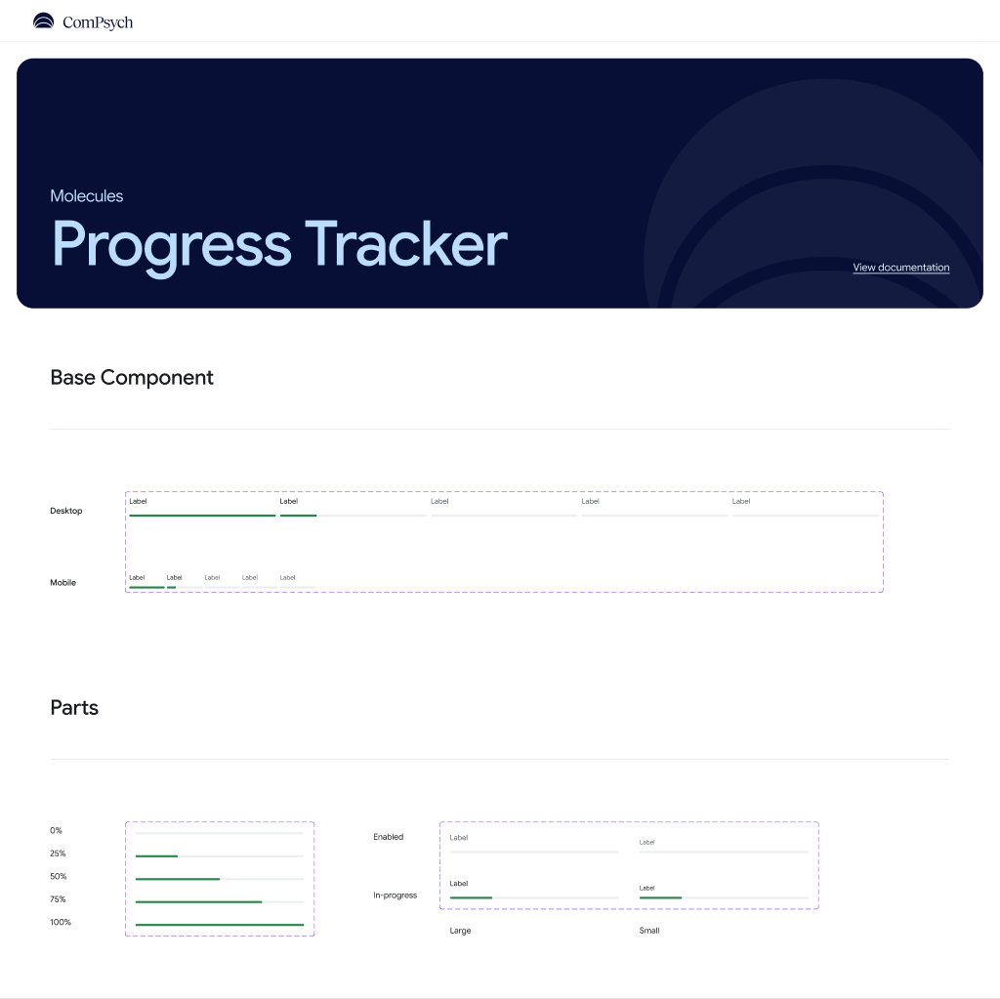 ComPsych
Molecules
Progress Tracker
View documentation
Base Component
Desktop
Label Label Label Label Label
Mobile
Label Label Label Label Label
Parts
0%
25%
50%
75%
100%
Enabled
Label Label
In-progress
Label Label
Large Small